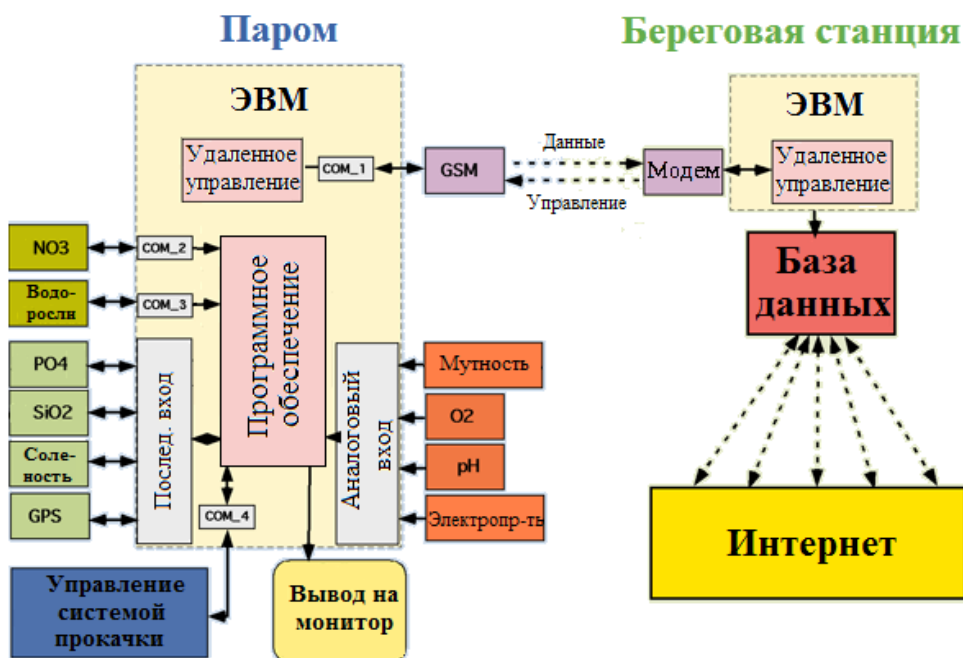 Паром
Береговая станция
ЭВМ
Удаленное
управление
COM_1
GSM
Данные
Управление
Модем
ЭВМ
Удаленное
управление
База
данных
Интернет
NO3
COM_2
Водо-
росли
COM_3
Программное
обеспечение
PO4
SiO2
Соле-
ность
GPS
Послед. вход
COM_4
Аналоговый
вход
Мутность
O2
pH
Электропр-ть
Управление
системой
прокачки
Вывод на
монитор